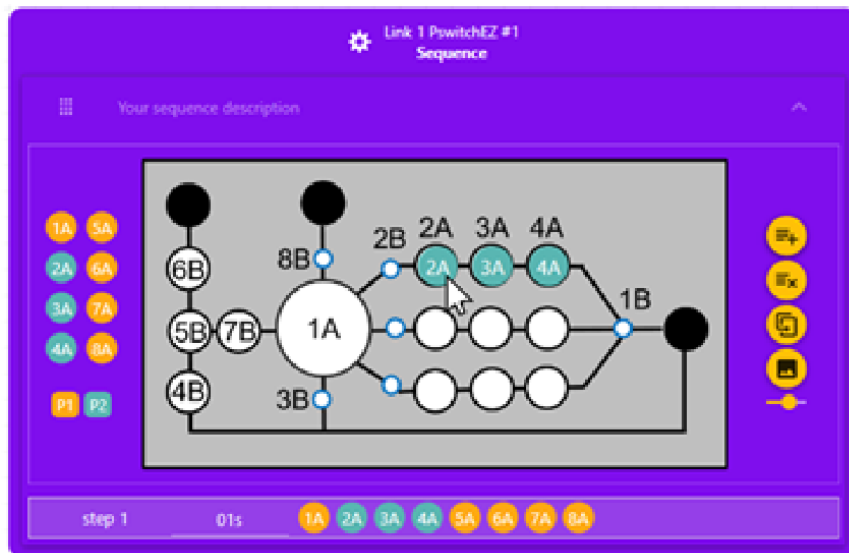 Link 1 PswitchEZ #1
Sequence
Your sequence description
1A 5A
2A 6A
3A 7A
4A 8A
P1 P2
2B 2A 3A 4A
8B
6B
2A 3A 4A
1B
5B 7B 1A
4B
3B
step 1 01s 1A 2A 3A 4A 5A 6A 7A 8A